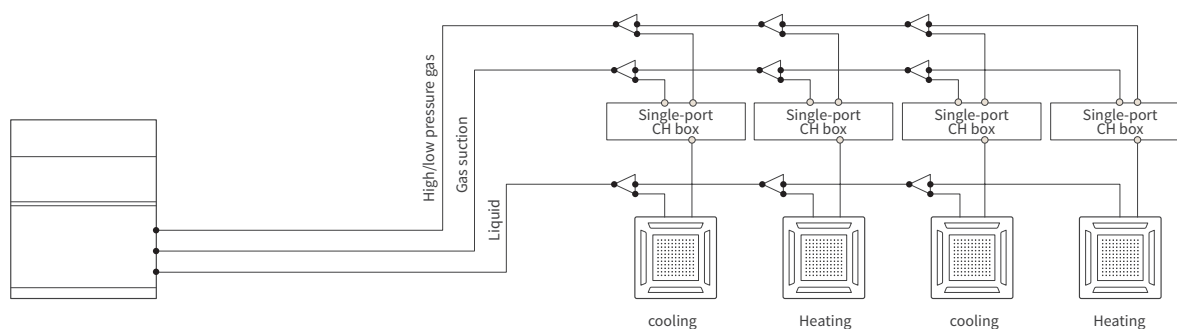 High/low pressure gas
Gas suction
Liquid
Single-port
CH box
Single-port
CH box
Single-port
CH box
Single-port
CH box
cooling
Heating
cooling
Heating